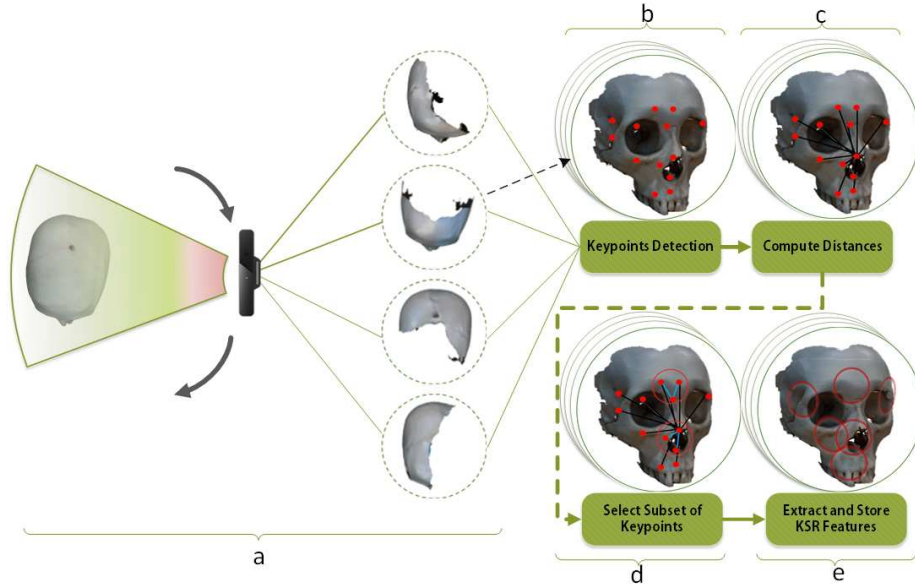 b
c
Keypoints Detection
Compute Distances
Select Subset of
Keypoints
Extract and Store
KSR Features
a
d
e